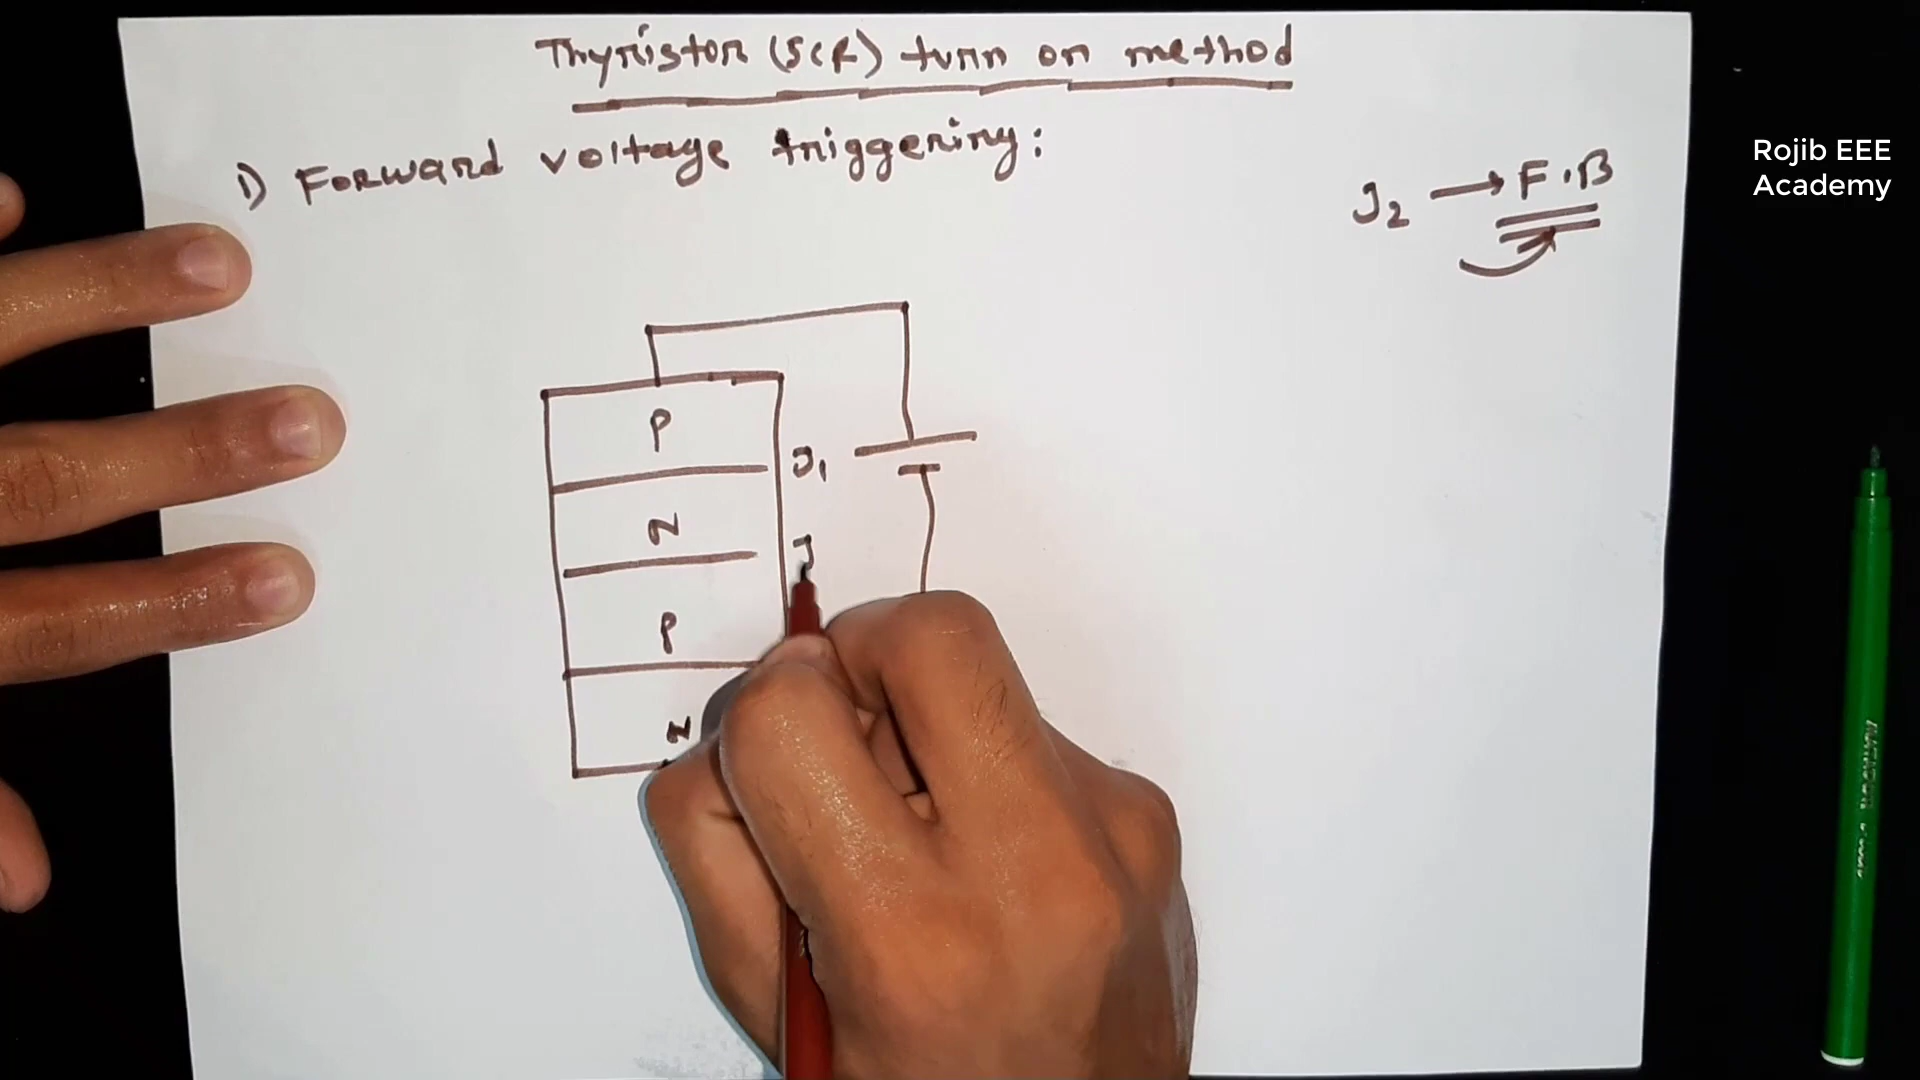 Thyristor (SCR) turn on method
1) Forward voltage triggering:
J2 → F.B
Rojib EEE
Academy
P
J1
N
J
P
N